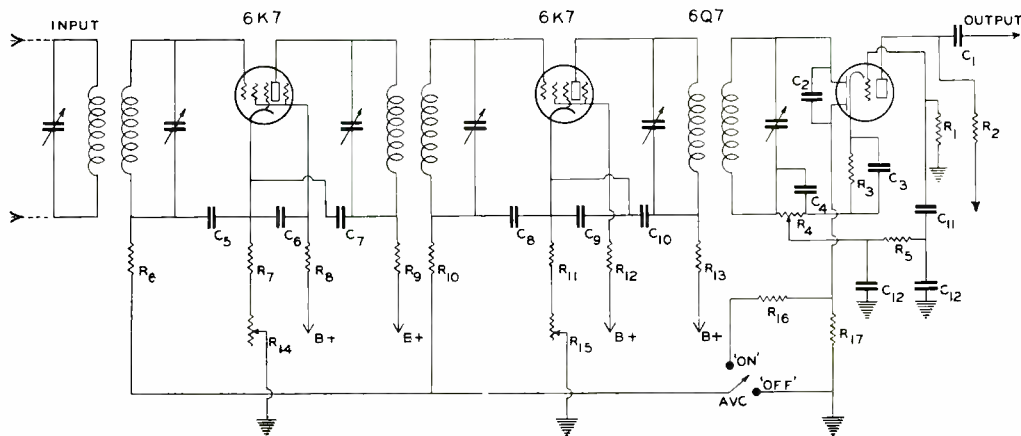 INPUT
6K7
6K7
6Q7
OUTPUT
C1
C2
R1
R2
R3
C3
C4
R4
C11
C5
C6
C7
C8
C9
C10
R5
R6
R7
R8
R9
R10
R11
R12
R13
C12
C12
R16
R14
B+
E+
R15
B+
B+
R17
'ON'
'OFF'
AVC